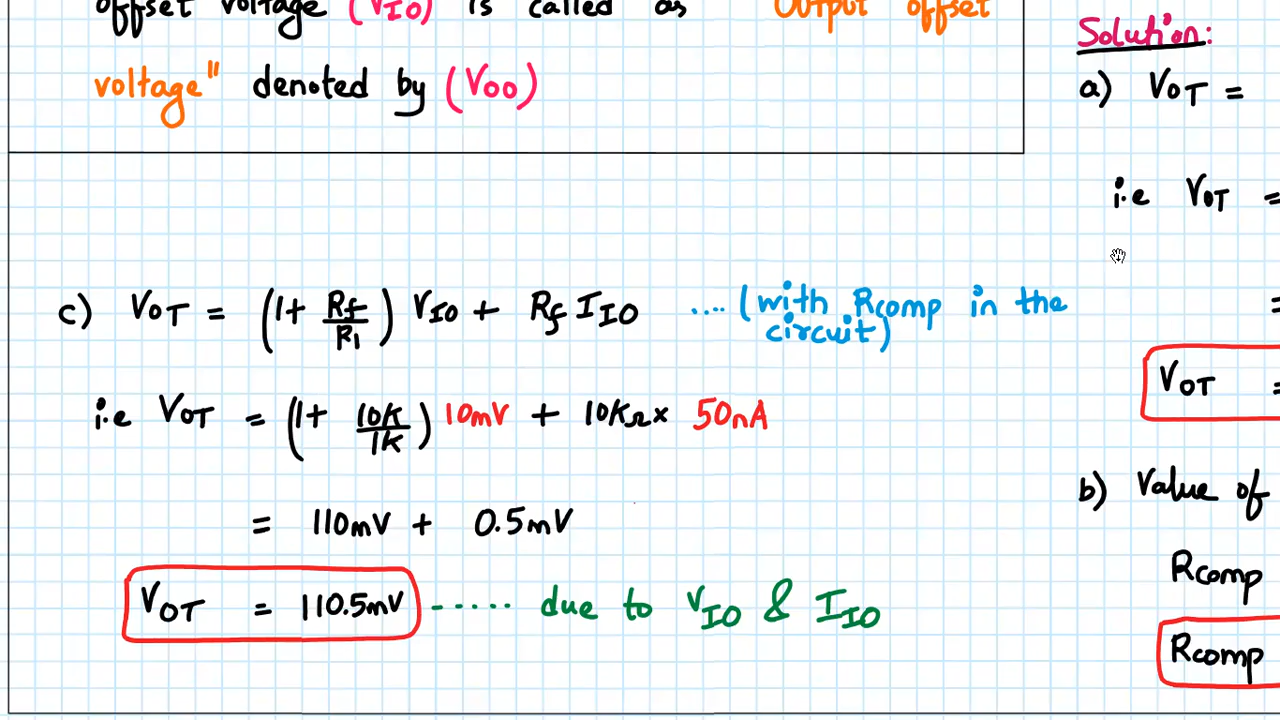 offset voltage (VIO) is called as "Output offset
voltage" denoted by (VOO)
c) VOT = (1+ Rf/R1) VIO + Rf IIO .... (with Rcomp in the
circuit)
i.e VOT = (1+ 10K/1K) 10mV + 10KΩ× 50nA
= 110mV + 0.5mV
VOT = 110.5mV ----- due to VIO & IIO
Solution:
a) VOT =
i.e VOT =
=
VOT =
b) Value of
Rcomp
Rcomp